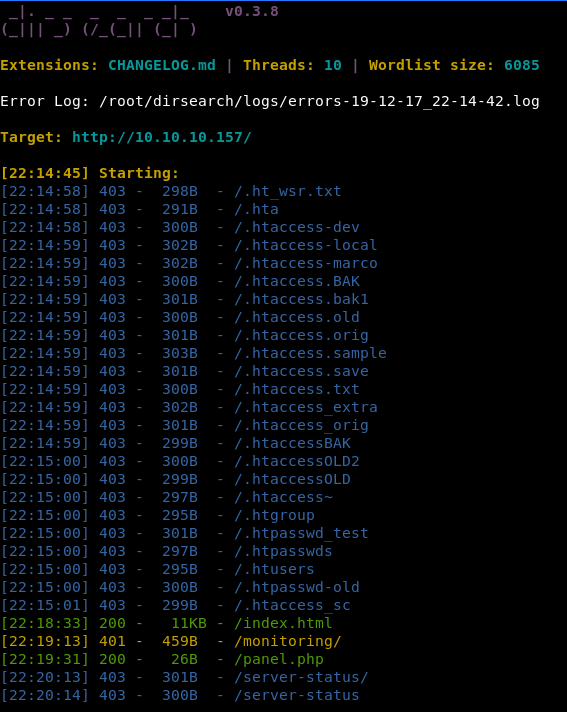 _|. _ _  _  _  _ _|_    v0.3.8
(_||| _) (/_(_|| (_| )
Extensions: CHANGELOG.md | Threads: 10 | Wordlist size: 6085
Error Log: /root/dirsearch/logs/errors-19-12-17_22-14-42.log
Target: http://10.10.10.157/
[22:14:45] Starting:
[22:14:58] 403 -  298B  - /.ht_wsr.txt
[22:14:58] 403 -  291B  - /.hta
[22:14:58] 403 -  300B  - /.htaccess-dev
[22:14:59] 403 -  302B  - /.htaccess-local
[22:14:59] 403 -  302B  - /.htaccess-marco
[22:14:59] 403 -  300B  - /.htaccess.BAK
[22:14:59] 403 -  301B  - /.htaccess.bak1
[22:14:59] 403 -  300B  - /.htaccess.old
[22:14:59] 403 -  301B  - /.htaccess.orig
[22:14:59] 403 -  303B  - /.htaccess.sample
[22:14:59] 403 -  301B  - /.htaccess.save
[22:14:59] 403 -  300B  - /.htaccess.txt
[22:14:59] 403 -  302B  - /.htaccess_extra
[22:14:59] 403 -  301B  - /.htaccess_orig
[22:14:59] 403 -  299B  - /.htaccessBAK
[22:15:00] 403 -  300B  - /.htaccessOLD2
[22:15:00] 403 -  299B  - /.htaccessOLD
[22:15:00] 403 -  297B  - /.htaccess~
[22:15:00] 403 -  295B  - /.htgroup
[22:15:00] 403 -  301B  - /.htpasswd_test
[22:15:00] 403 -  297B  - /.htpasswds
[22:15:00] 403 -  295B  - /.htusers
[22:15:00] 403 -  300B  - /.htpasswd-old
[22:15:01] 403 -  299B  - /.htaccess_sc
[22:18:33] 200 -   11KB - /index.html
[22:19:13] 401 -  459B  - /monitoring/
[22:19:31] 200 -   26B  - /panel.php
[22:20:13] 403 -  301B  - /server-status/
[22:20:14] 403 -  300B  - /server-status